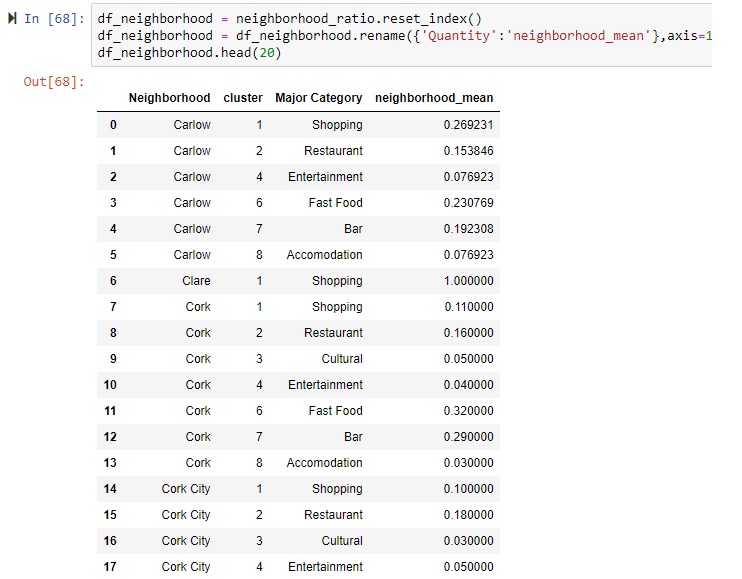 In [68]: df_neighborhood = neighborhood_ratio.reset_index()
df_neighborhood = df_neighborhood.rename({'Quantity':'neighborhood_mean'},axis=1
df_neighborhood.head(20)
Out[68]:
Neighborhood cluster Major Category neighborhood_mean
0 Carlow 1 Shopping 0.269231
1 Carlow 2 Restaurant 0.153846
2 Carlow 4 Entertainment 0.076923
3 Carlow 6 Fast Food 0.230769
4 Carlow 7 Bar 0.192308
5 Carlow 8 Accomodation 0.076923
6 Clare 1 Shopping 1.000000
7 Cork 1 Shopping 0.110000
8 Cork 2 Restaurant 0.160000
9 Cork 3 Cultural 0.050000
10 Cork 4 Entertainment 0.040000
11 Cork 6 Fast Food 0.320000
12 Cork 7 Bar 0.290000
13 Cork 8 Accomodation 0.030000
14 Cork City 1 Shopping 0.100000
15 Cork City 2 Restaurant 0.180000
16 Cork City 3 Cultural 0.030000
17 Cork City 4 Entertainment 0.050000